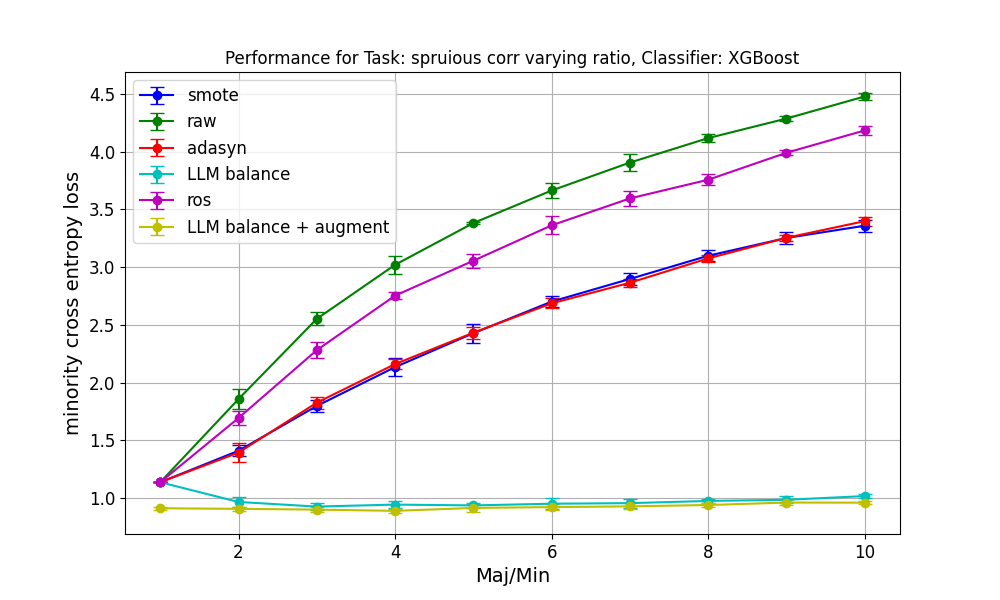 Performance for Task: spruious corr varying ratio, Classifier: XGBoost
minority cross entropy loss
4.5
4.0
3.5
3.0
2.5
2.0
1.5
1.0
smote
raw
adasyn
LLM balance
ros
LLM balance + augment
2 4 6 8 10
Maj/Min